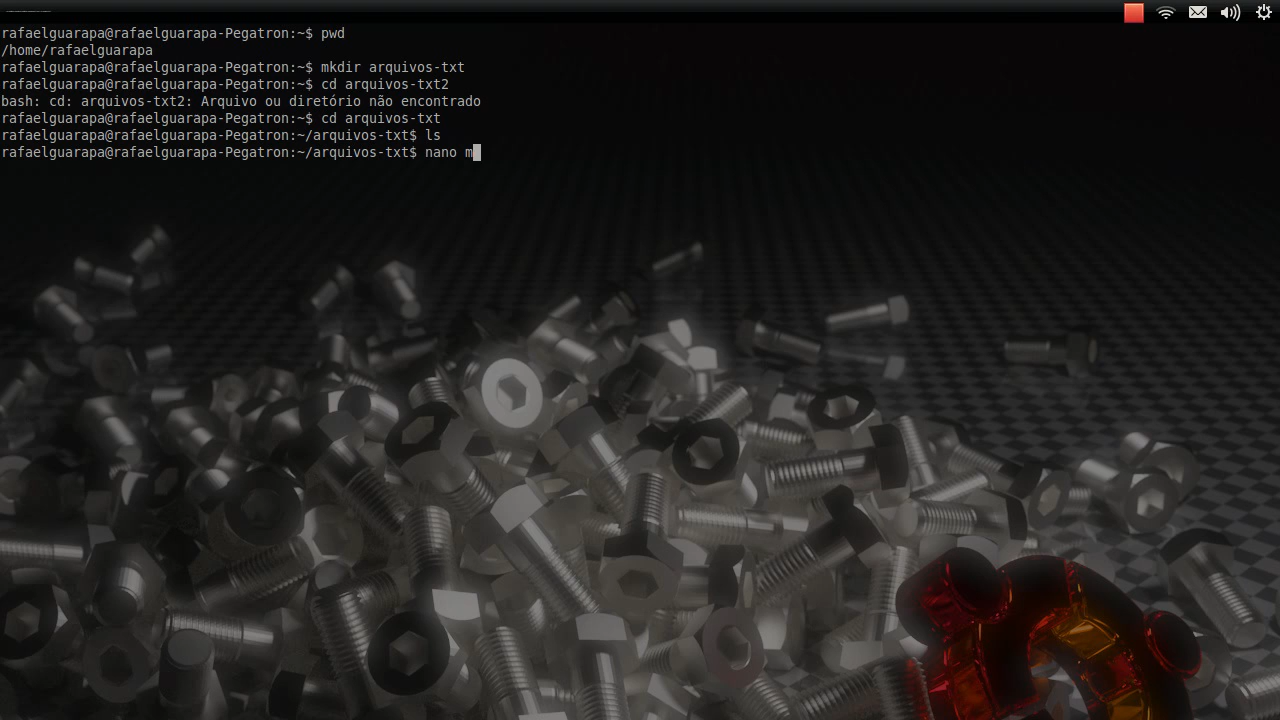 rafaelguarapa@rafaelguarapa-Pegatron:~$ pwd
/home/rafaelguarapa
rafaelguarapa@rafaelguarapa-Pegatron:~$ mkdir arquivos-txt
rafaelguarapa@rafaelguarapa-Pegatron:~$ cd arquivos-txt2
bash: cd: arquivos-txt2: Arquivo ou diretório não encontrado
rafaelguarapa@rafaelguarapa-Pegatron:~$ cd arquivos-txt
rafaelguarapa@rafaelguarapa-Pegatron:~/arquivos-txt$ ls
rafaelguarapa@rafaelguarapa-Pegatron:~/arquivos-txt$ nano m